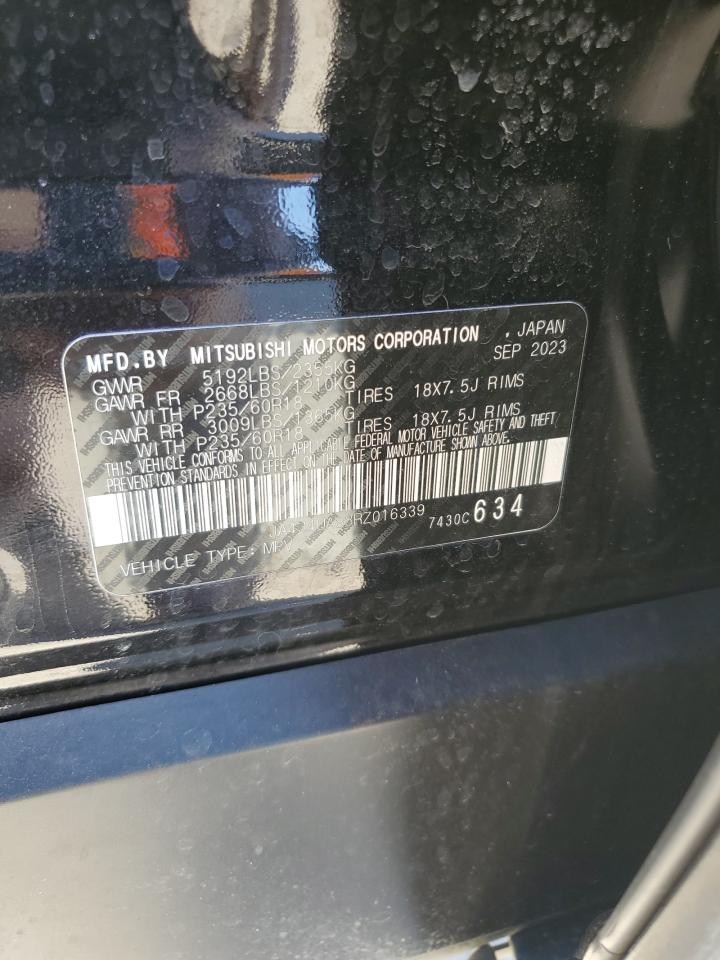 MFD.BY MITSUBISHI MOTORS CORPORATION , JAPAN
SEP 2023
GVWR 5192LBS/2355KG
GAWR FR 2668LBS/1210KG
WITH P235/60R18 TIRES 18X7.5J RIMS
GAWR RR 3009LBS/1365KG
WITH P235/60R18 TIRES 18X7.5J RIMS
THIS VEHICLE CONFORMS TO ALL APPLICABLE FEDERAL MOTOR VEHICLE SAFETY AND THEFT
PREVENTION STANDARDS IN EFFECT ON THE DATE OF MANUFACTURE SHOWN ABOVE.
7430C 634
VEHICLE TYPE: MPV